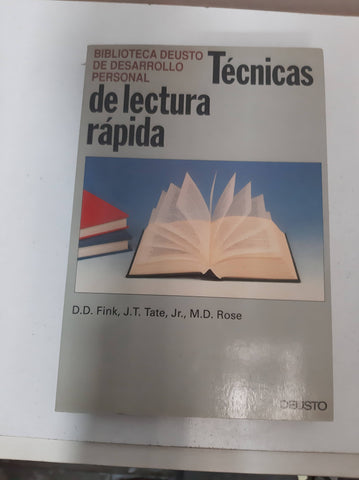 BIBLIOTECA DEUSTO
DE DESARROLLO
PERSONAL
Técnicas
de lectura
rápida
D.D. Fink, J.T. Tate, Jr., M.D. Rose
DEUSTO